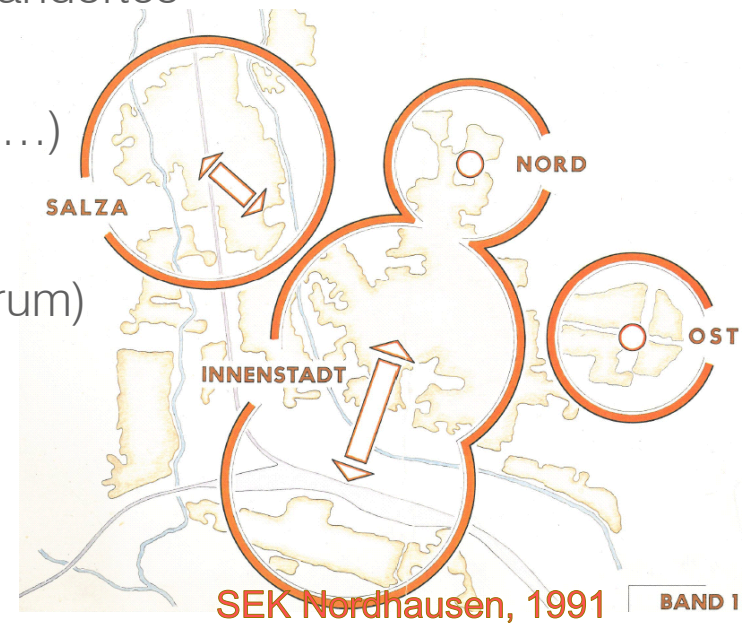 …)
NORD
SALZA
rum)
OST
INNENSTADT
SEK Nordhausen, 1991
BAND 1